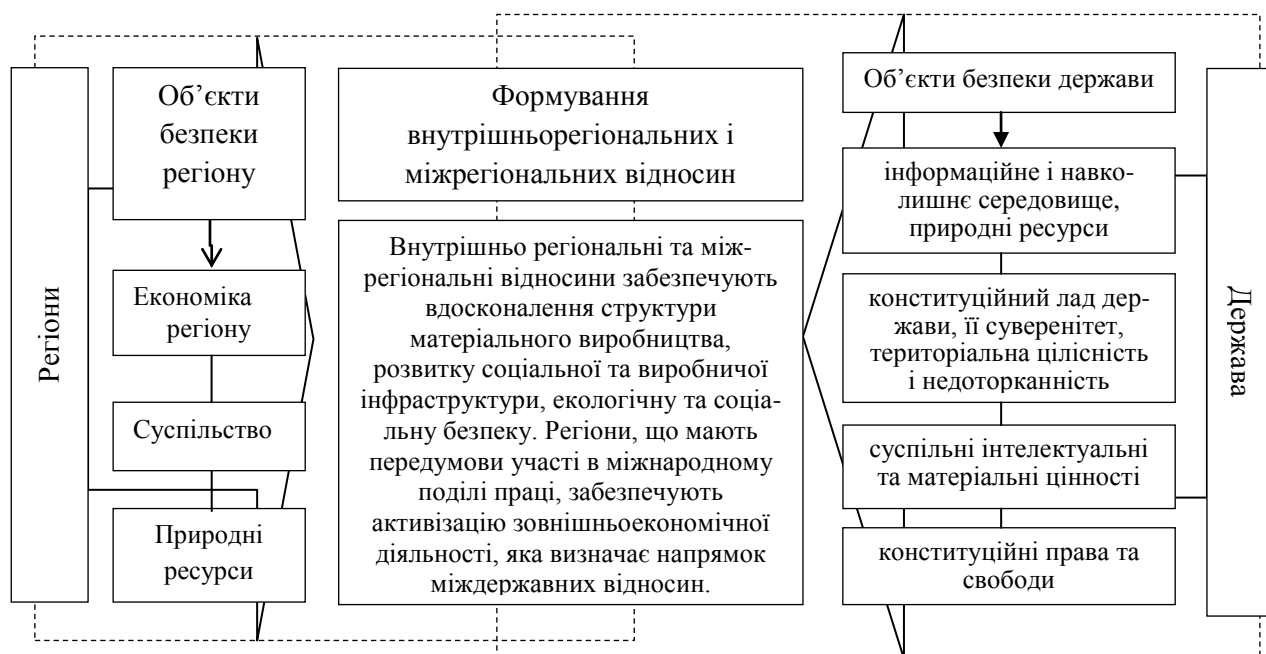 Регіони
Об’єкти
безпеки
регіону
Економіка
регіону
Суспільство
Природні
ресурси
Формування
внутрішньорегіональних і
міжрегіональних відносин
Внутрішньо регіональні та між-
регіональні відносини забезпечують
вдосконалення структури
матеріального виробництва,
розвитку соціальної та виробничої
інфраструктури, екологічну та соціа-
льну безпеку. Регіони, що мають
передумови участі в міжнародному
поділі праці, забезпечують
активізацію зовнішньоекономічної
діяльності, яка визначає напрямок
міждержавних відносин.
Об’єкти безпеки держави
інформаційне і навко-
лишнє середовище,
природні ресурси
конституційний лад дер-
жави, її суверенітет,
територіальна цілісність
і недоторканність
суспільні інтелектуальні
та матеріальні цінності
конституційні права та
свободи
Держава